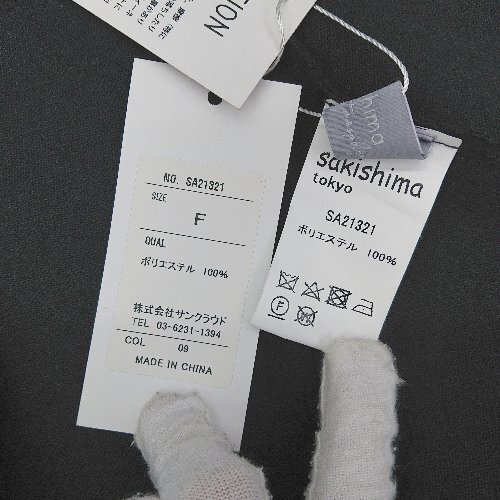 TION
NO. SA21321
SIZE
F
QUAL
ポリエステル 100%
株式会社サンクラウド
TEL 03-6231-1394
COL 09
MADE IN CHINA
shima
sakishima
tokyo
SA21321
ポリエステル 100%
F
W